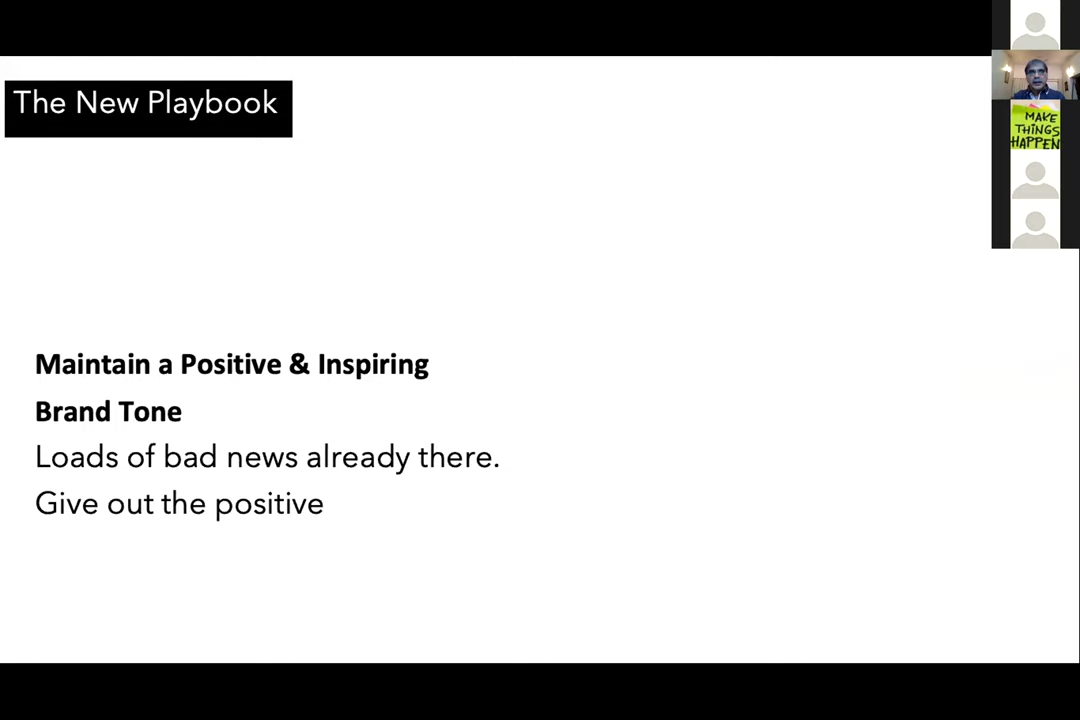 The New Playbook
MAKE
THINGS
HAPPEN
Maintain a Positive & Inspiring
Brand Tone
Loads of bad news already there.
Give out the positive